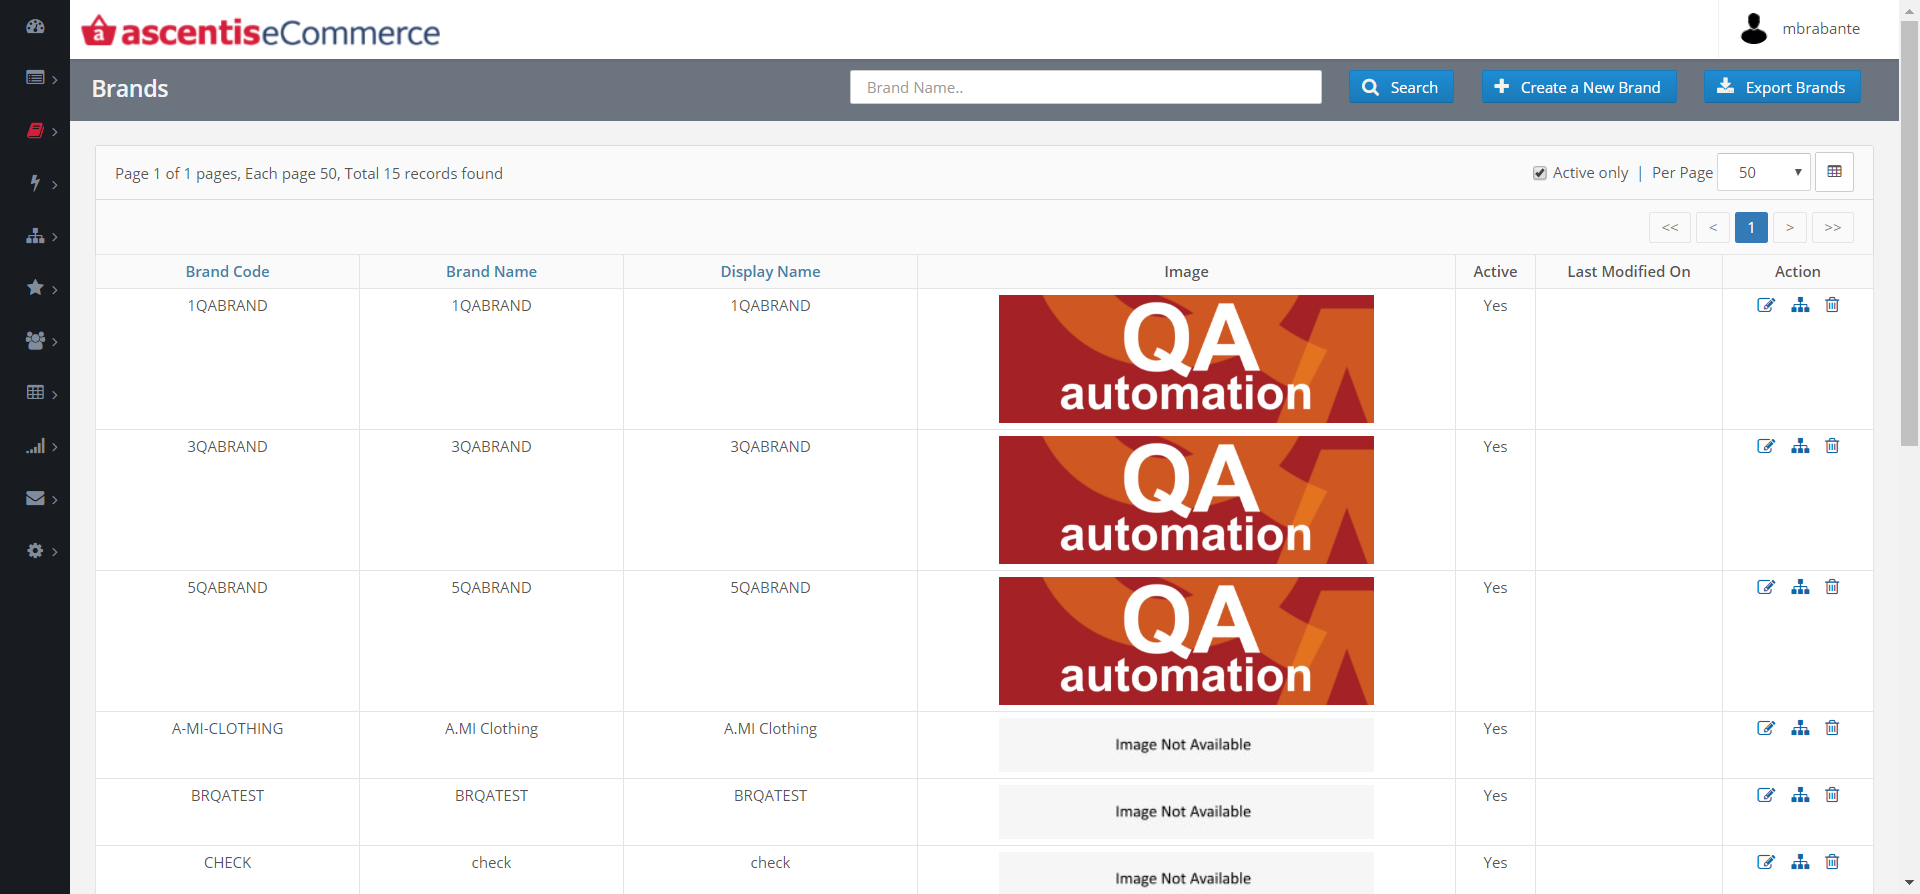 a ascentiseCommerce
mbrabante
Brands
Brand Name..
Search
Create a New Brand
Export Brands
Page 1 of 1 pages, Each page 50, Total 15 records found
Active only | Per Page 50
<< < 1 > >>
Brand Code Brand Name Display Name Image Active Last Modified On Action
1QABRAND 1QABRAND 1QABRAND QA automation Yes
3QABRAND 3QABRAND 3QABRAND QA automation Yes
5QABRAND 5QABRAND 5QABRAND QA automation Yes
A-MI-CLOTHING A.MI Clothing A.MI Clothing Image Not Available Yes
BRQATEST BRQATEST BRQATEST Image Not Available Yes
CHECK check check Image Not Available Yes